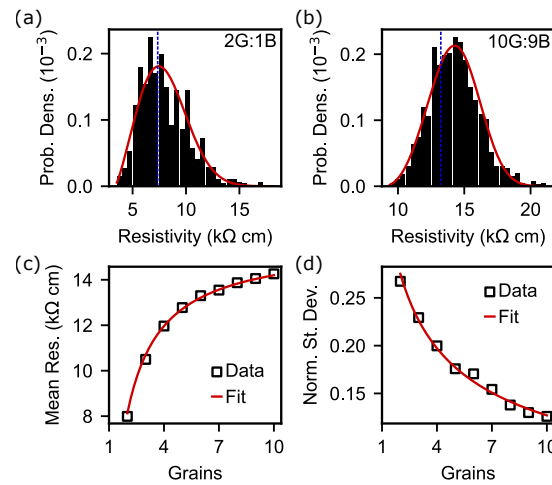 (a)
2G:1B
Prob. Dens. (10⁻³)
0.2
0.1
0.0
5
10
15
Resistivity (kΩ cm)
(b)
10G:9B
Prob. Dens. (10⁻³)
0.2
0.1
0.0
10
15
20
Resistivity (kΩ cm)
(c)
Mean Res. (kΩ cm)
14
12
10
8
Data
Fit
1
4
7
10
Grains
(d)
Norm. St. Dev.
0.25
0.20
0.15
Data
Fit
1
4
7
10
Grains